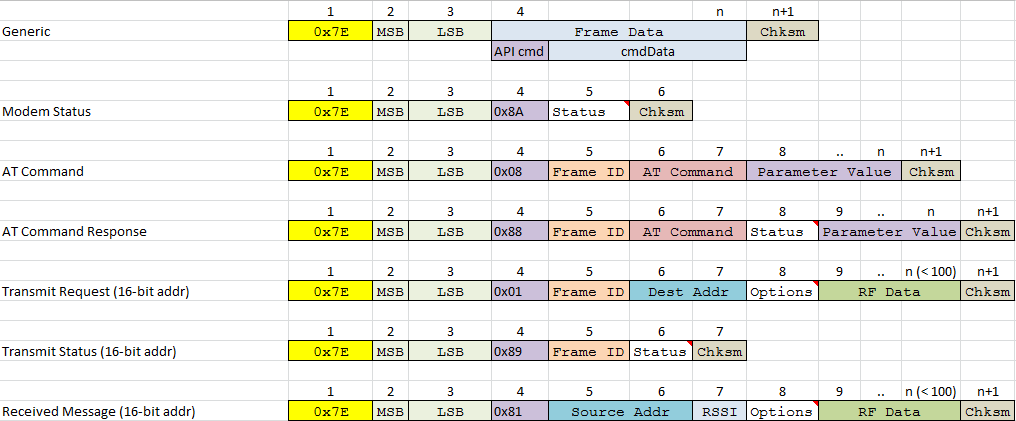 1 2 3 4 n n+1
Generic 0x7E MSB LSB Frame Data Chksm
API cmd cmdData
1 2 3 4 5 6
Modem Status 0x7E MSB LSB 0x8A Status Chksm
1 2 3 4 5 6 7 8 .. n n+1
AT Command 0x7E MSB LSB 0x08 Frame ID AT Command Parameter Value Chksm
1 2 3 4 5 6 7 8 9 .. n n+1
AT Command Response 0x7E MSB LSB 0x88 Frame ID AT Command Status Parameter Value Chksm
1 2 3 4 5 6 7 8 9 .. n (< 100) n+1
Transmit Request (16-bit addr) 0x7E MSB LSB 0x01 Frame ID Dest Addr Options RF Data Chksm
1 2 3 4 5 6 7
Transmit Status (16-bit addr) 0x7E MSB LSB 0x89 Frame ID Status Chksm
1 2 3 4 5 6 7 8 9 .. n (< 100) n+1
Received Message (16-bit addr) 0x7E MSB LSB 0x81 Source Addr RSSI Options RF Data Chksm